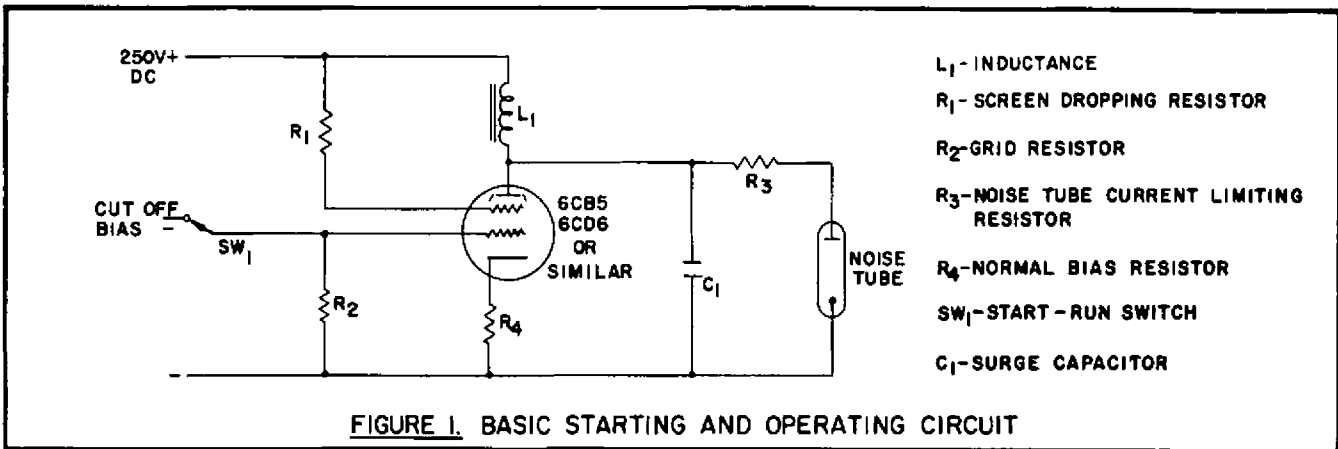 250V+
DC
R1
L1
CUT OFF
BIAS -
SW1
R2
6CB5
6CD6
OR
SIMILAR
R4
C1
R3
NOISE
TUBE
-
L1-INDUCTANCE
R1-SCREEN DROPPING RESISTOR
R2-GRID RESISTOR
R3-NOISE TUBE CURRENT LIMITING
RESISTOR
R4-NORMAL BIAS RESISTOR
SW1-START-RUN SWITCH
C1-SURGE CAPACITOR
FIGURE 1. BASIC STARTING AND OPERATING CIRCUIT